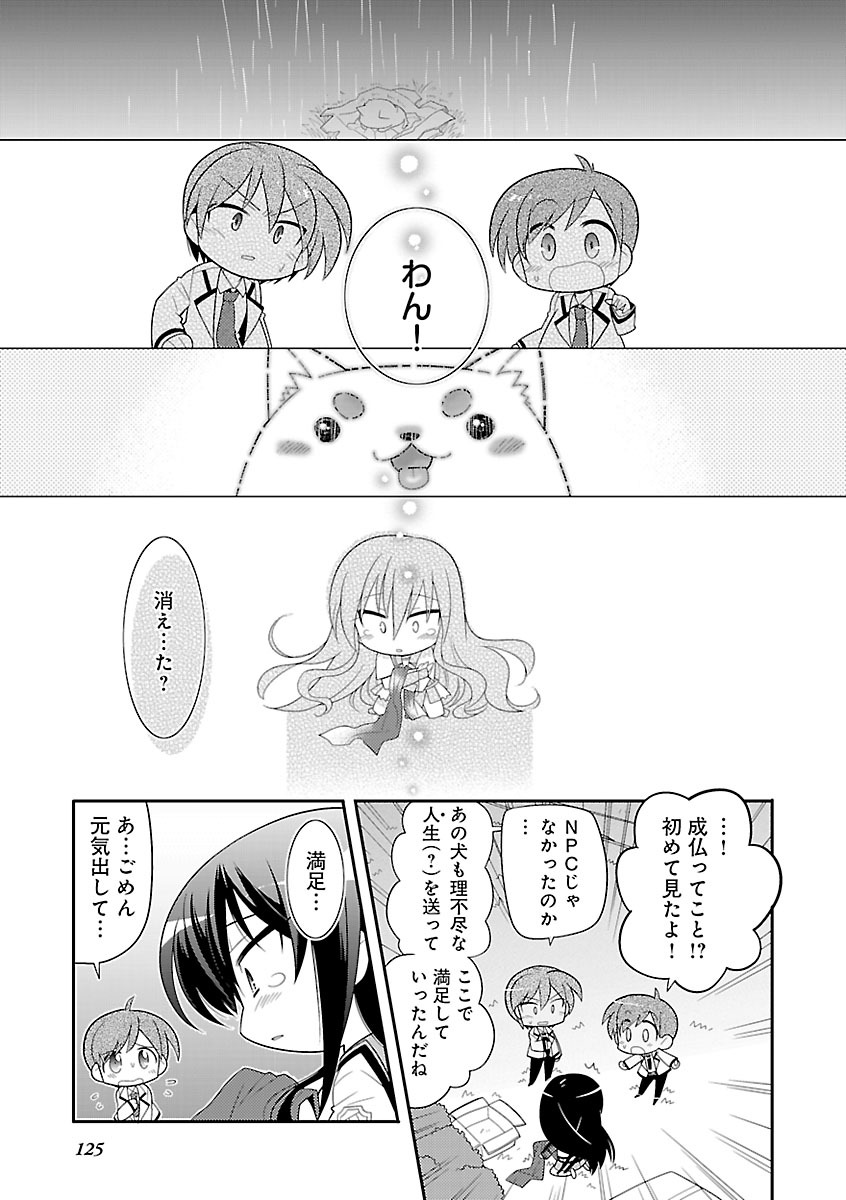 わん！
消え…た？
…！
成仏ってこと!?
初めて見たよ！
NPCじゃ
なかったのか
…
あの犬も理不尽な
人生(？)を送って
ここで
満足して
いったんだね
満足…
あ…ごめん
元気出して…
125